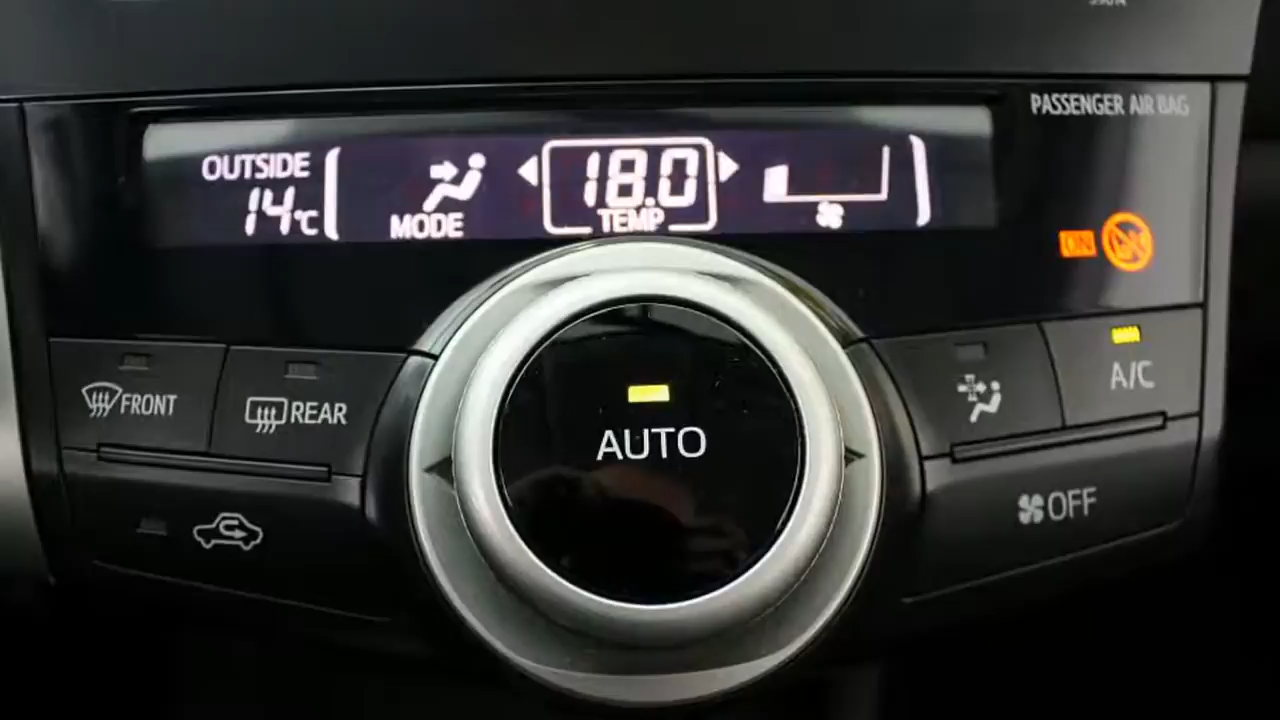 PASSENGER AIR BAG
OUTSIDE
14°C
MODE
18.0
TEMP
ON
FRONT
REAR
AUTO
A/C
OFF